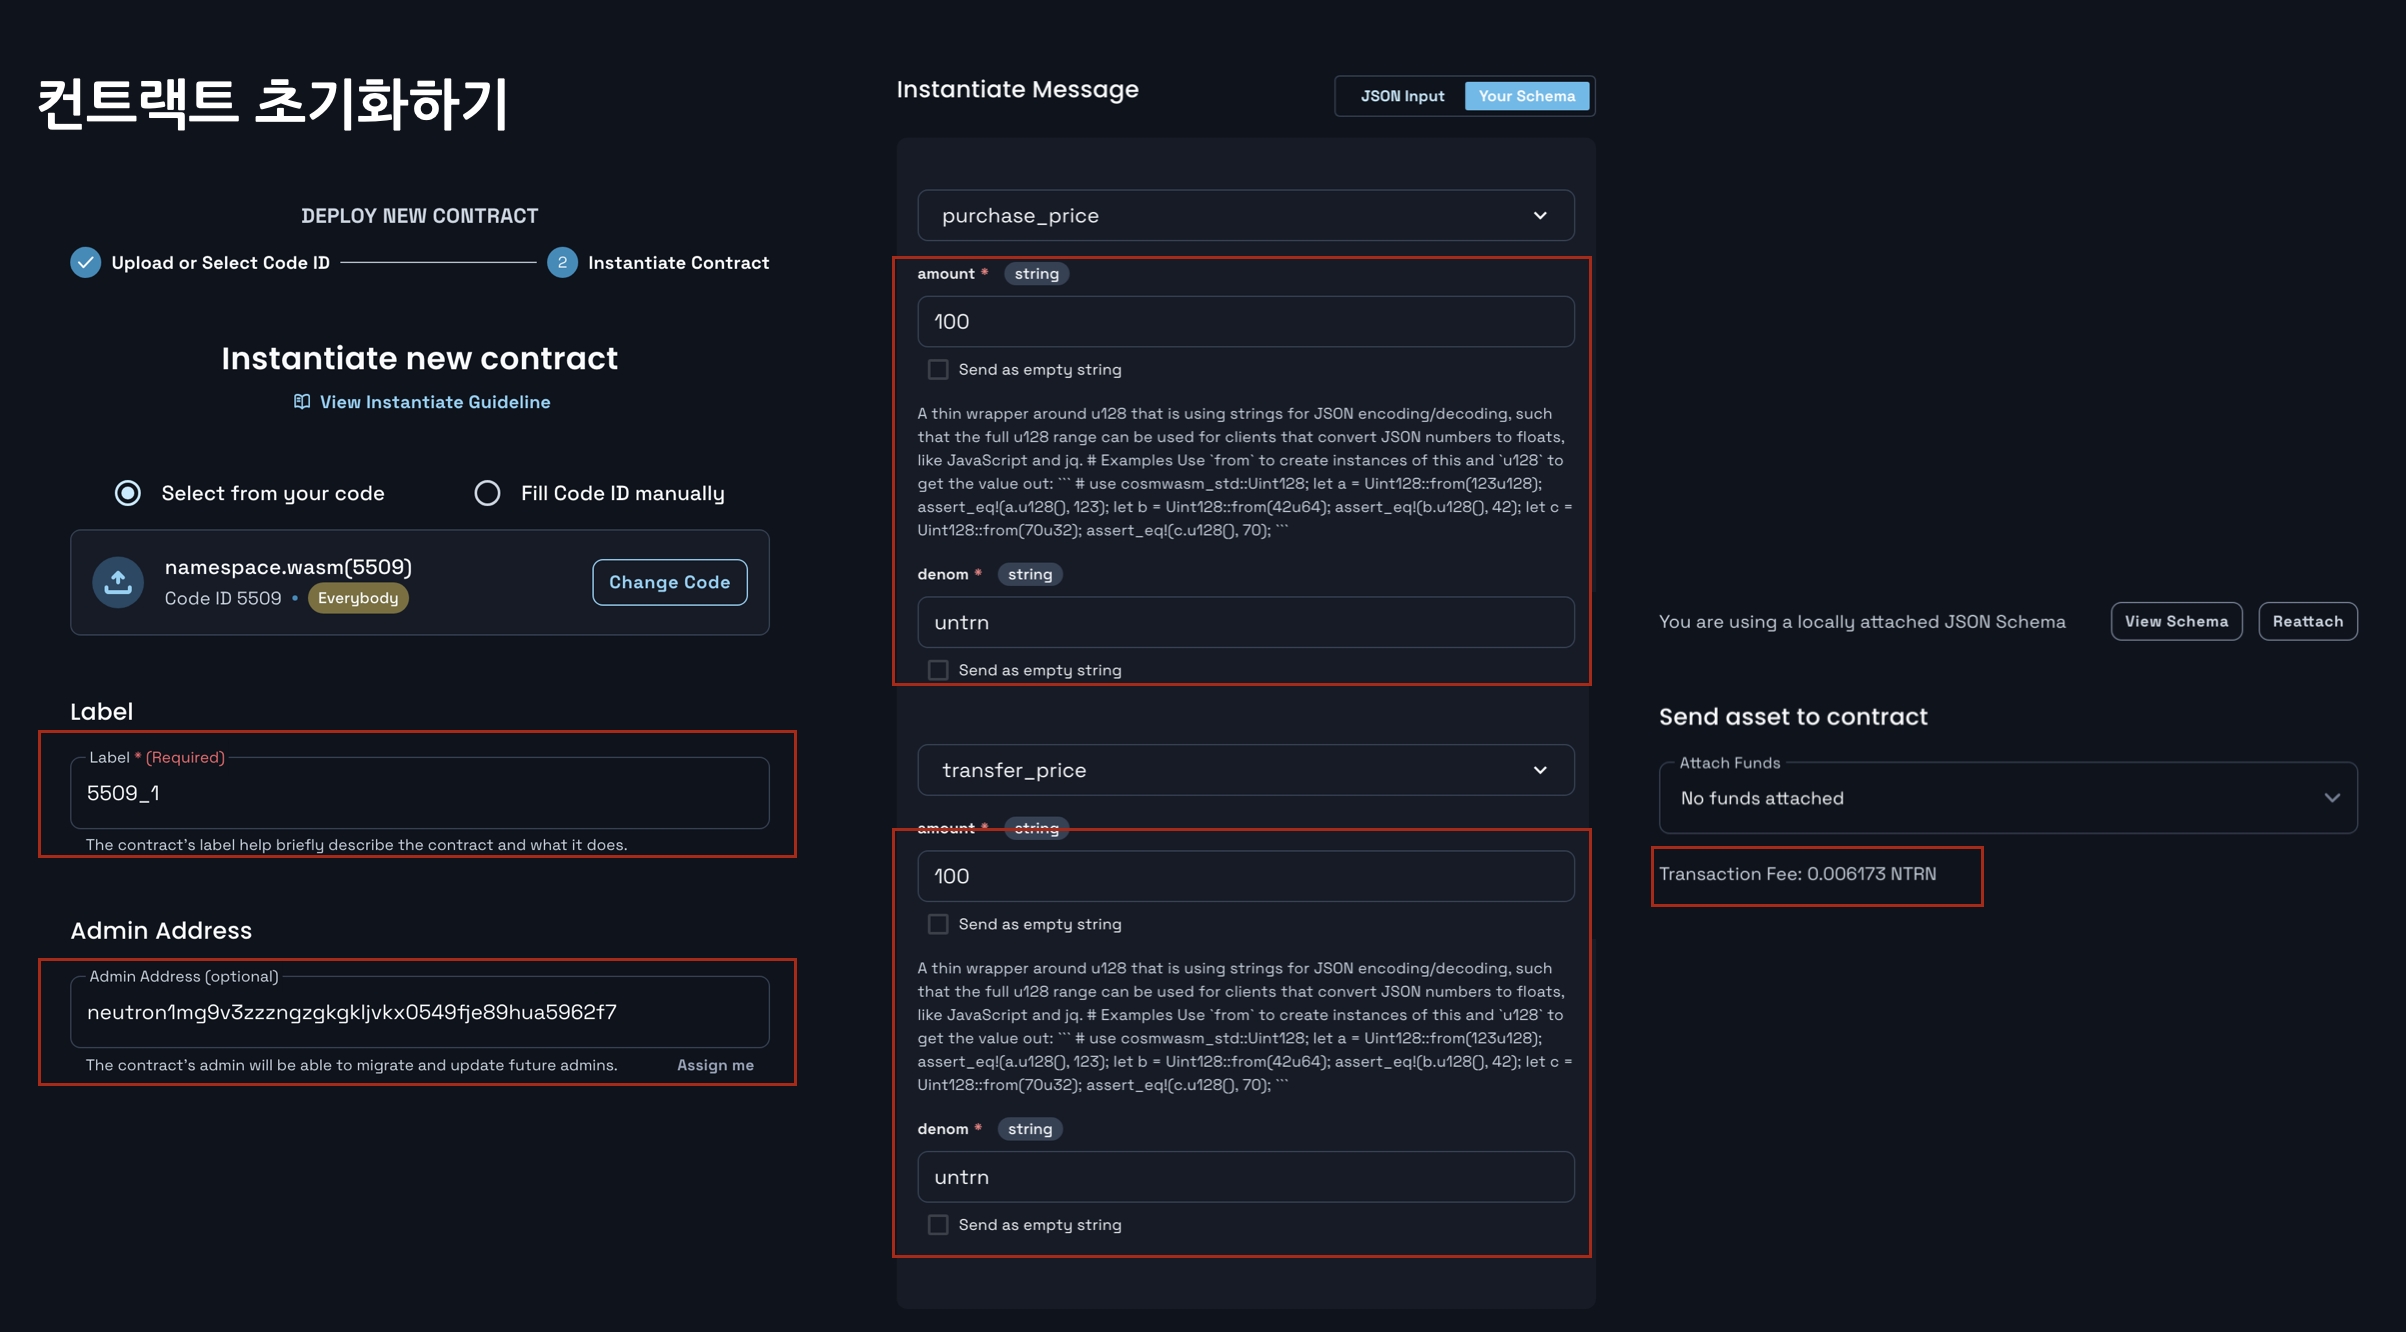 컨트랙트 초기화하기
DEPLOY NEW CONTRACT
Upload or Select Code ID
2 Instantiate Contract
Instantiate new contract
View Instantiate Guideline
Select from your code
Fill Code ID manually
namespace.wasm(5509)
Code ID 5509 • Everybody
Change Code
Label
Label * (Required)
5509_1
The contract's label help briefly describe the contract and what it does.
Admin Address
Admin Address (optional)
neutron1mg9v3zzzngzgkgkljvkx0549fje89hua5962f7
The contract's admin will be able to migrate and update future admins.
Assign me
Instantiate Message
JSON Input
Your Schema
purchase_price
amount * string
100
Send as empty string
A thin wrapper around u128 that is using strings for JSON encoding/decoding, such
that the full u128 range can be used for clients that convert JSON numbers to floats,
like JavaScript and jq. # Examples Use `from` to create instances of this and `u128` to
get the value out: ``` # use cosmwasm_std::Uint128; let a = Uint128::from(123u128);
assert_eq!(a.u128(), 123); let b = Uint128::from(42u64); assert_eq!(b.u128(), 42); let c =
Uint128::from(70u32); assert_eq!(c.u128(), 70); ```
denom * string
untrn
Send as empty string
transfer_price
amount * string
100
Send as empty string
A thin wrapper around u128 that is using strings for JSON encoding/decoding, such
that the full u128 range can be used for clients that convert JSON numbers to floats,
like JavaScript and jq. # Examples Use `from` to create instances of this and `u128` to
get the value out: ``` # use cosmwasm_std::Uint128; let a = Uint128::from(123u128);
assert_eq!(a.u128(), 123); let b = Uint128::from(42u64); assert_eq!(b.u128(), 42); let c =
Uint128::from(70u32); assert_eq!(c.u128(), 70); ```
denom * string
untrn
Send as empty string
You are using a locally attached JSON Schema
View Schema
Reattach
Send asset to contract
Attach Funds
No funds attached
Transaction Fee: 0.006173 NTRN